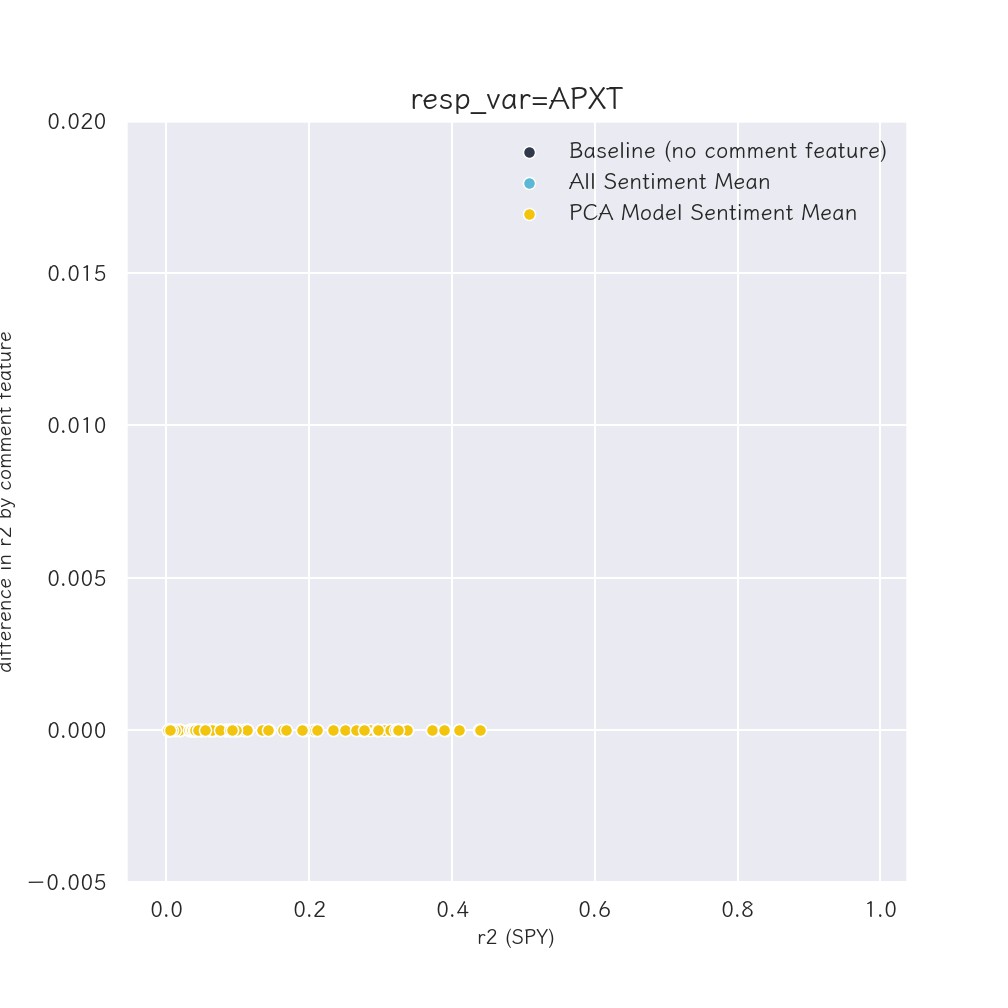 resp_var=APXT
Baseline (no comment feature)
All Sentiment Mean
PCA Model Sentiment Mean
0.020
0.015
0.010
0.005
0.000
−0.005
difference in r2 by comment feature
0.0 0.2 0.4 0.6 0.8 1.0
r2 (SPY)